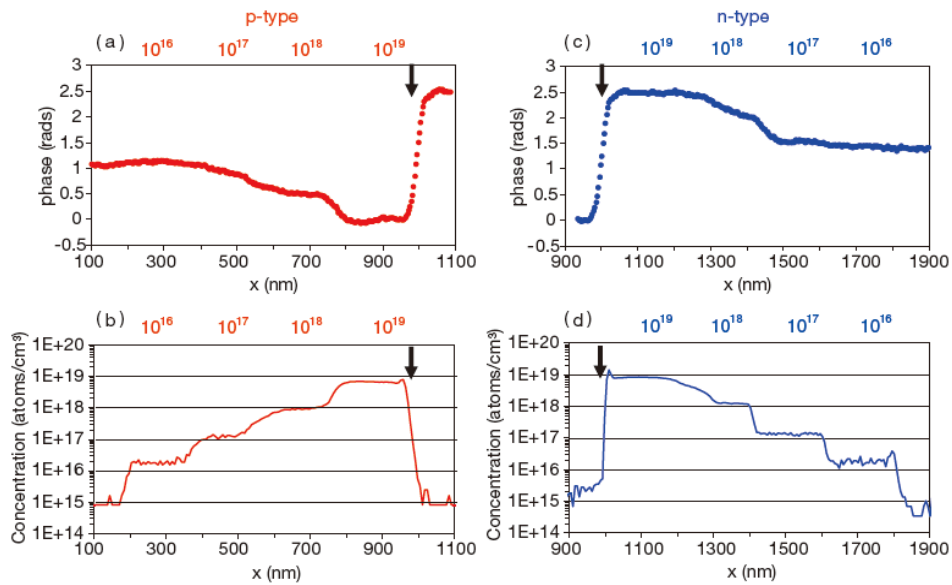 p-type
n-type
(a) 10¹⁶ 10¹⁷ 10¹⁸ 10¹⁹
(c) 10¹⁹ 10¹⁸ 10¹⁷ 10¹⁶
phase (rads)
3
2.5
2
1.5
1
0.5
0
-0.5
100 300 500 700 900 1100
x (nm)
phase (rads)
3
2.5
2
1.5
1
0.5
0
-0.5
900 1100 1300 1500 1700 1900
x (nm)
(b) 10¹⁶ 10¹⁷ 10¹⁸ 10¹⁹
(d) 10¹⁹ 10¹⁸ 10¹⁷ 10¹⁶
Concentration (atoms/cm³)
1E+20
1E+19
1E+18
1E+17
1E+16
1E+15
1E+14
100 300 500 700 900 1100
x (nm)
Concentration (atoms/cm³)
1E+20
1E+19
1E+18
1E+17
1E+16
1E+15
1E+14
900 1100 1300 1500 1700 1900
x (nm)